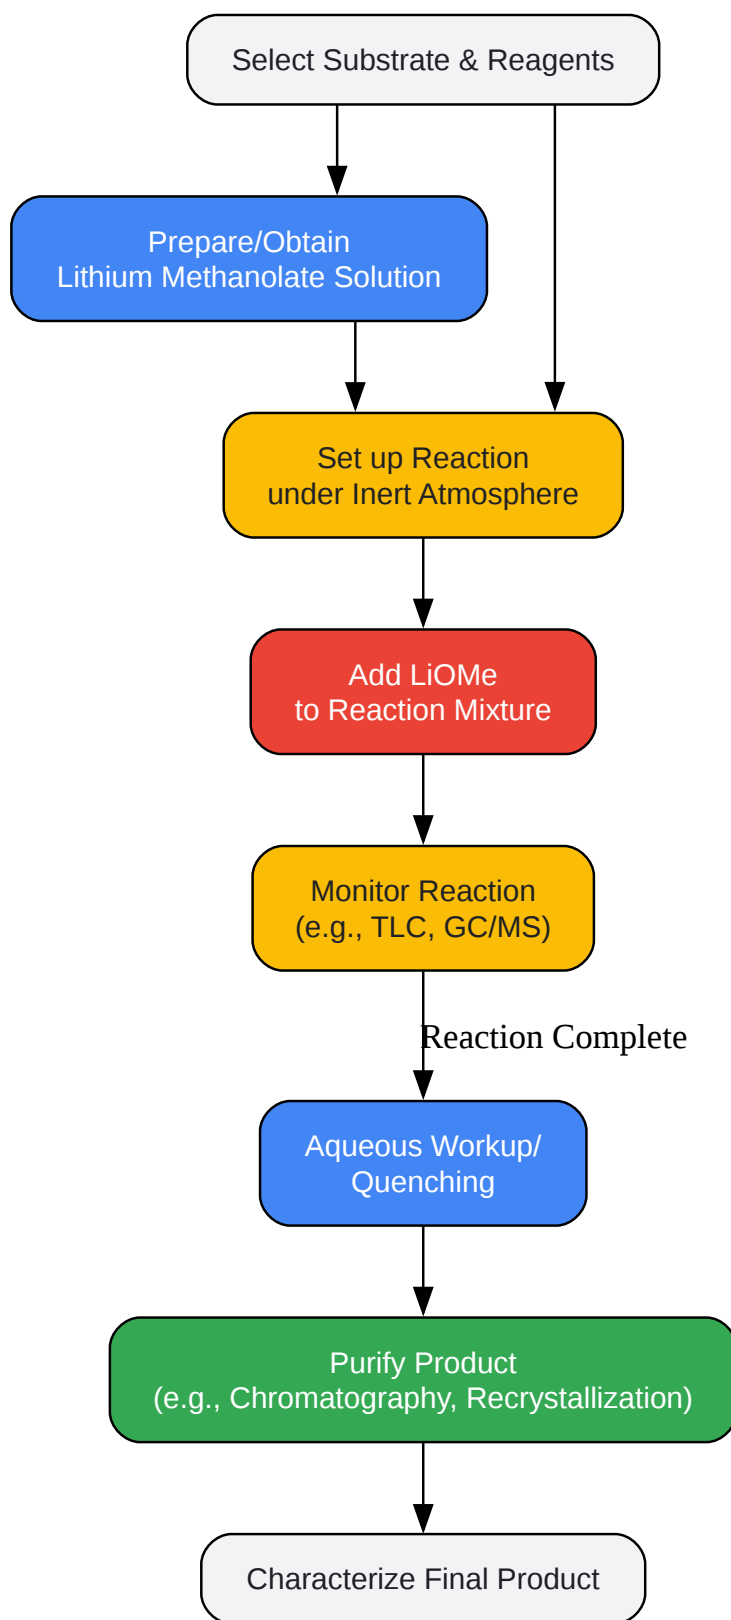 Select Substrate & Reagents
Prepare/Obtain
Lithium Methanolate Solution
Set up Reaction
under Inert Atmosphere
Add LiOMe
to Reaction Mixture
Monitor Reaction
(e.g., TLC, GC/MS)
Reaction Complete
Aqueous Workup/
Quenching
Purify Product
(e.g., Chromatography, Recrystallization)
Characterize Final Product